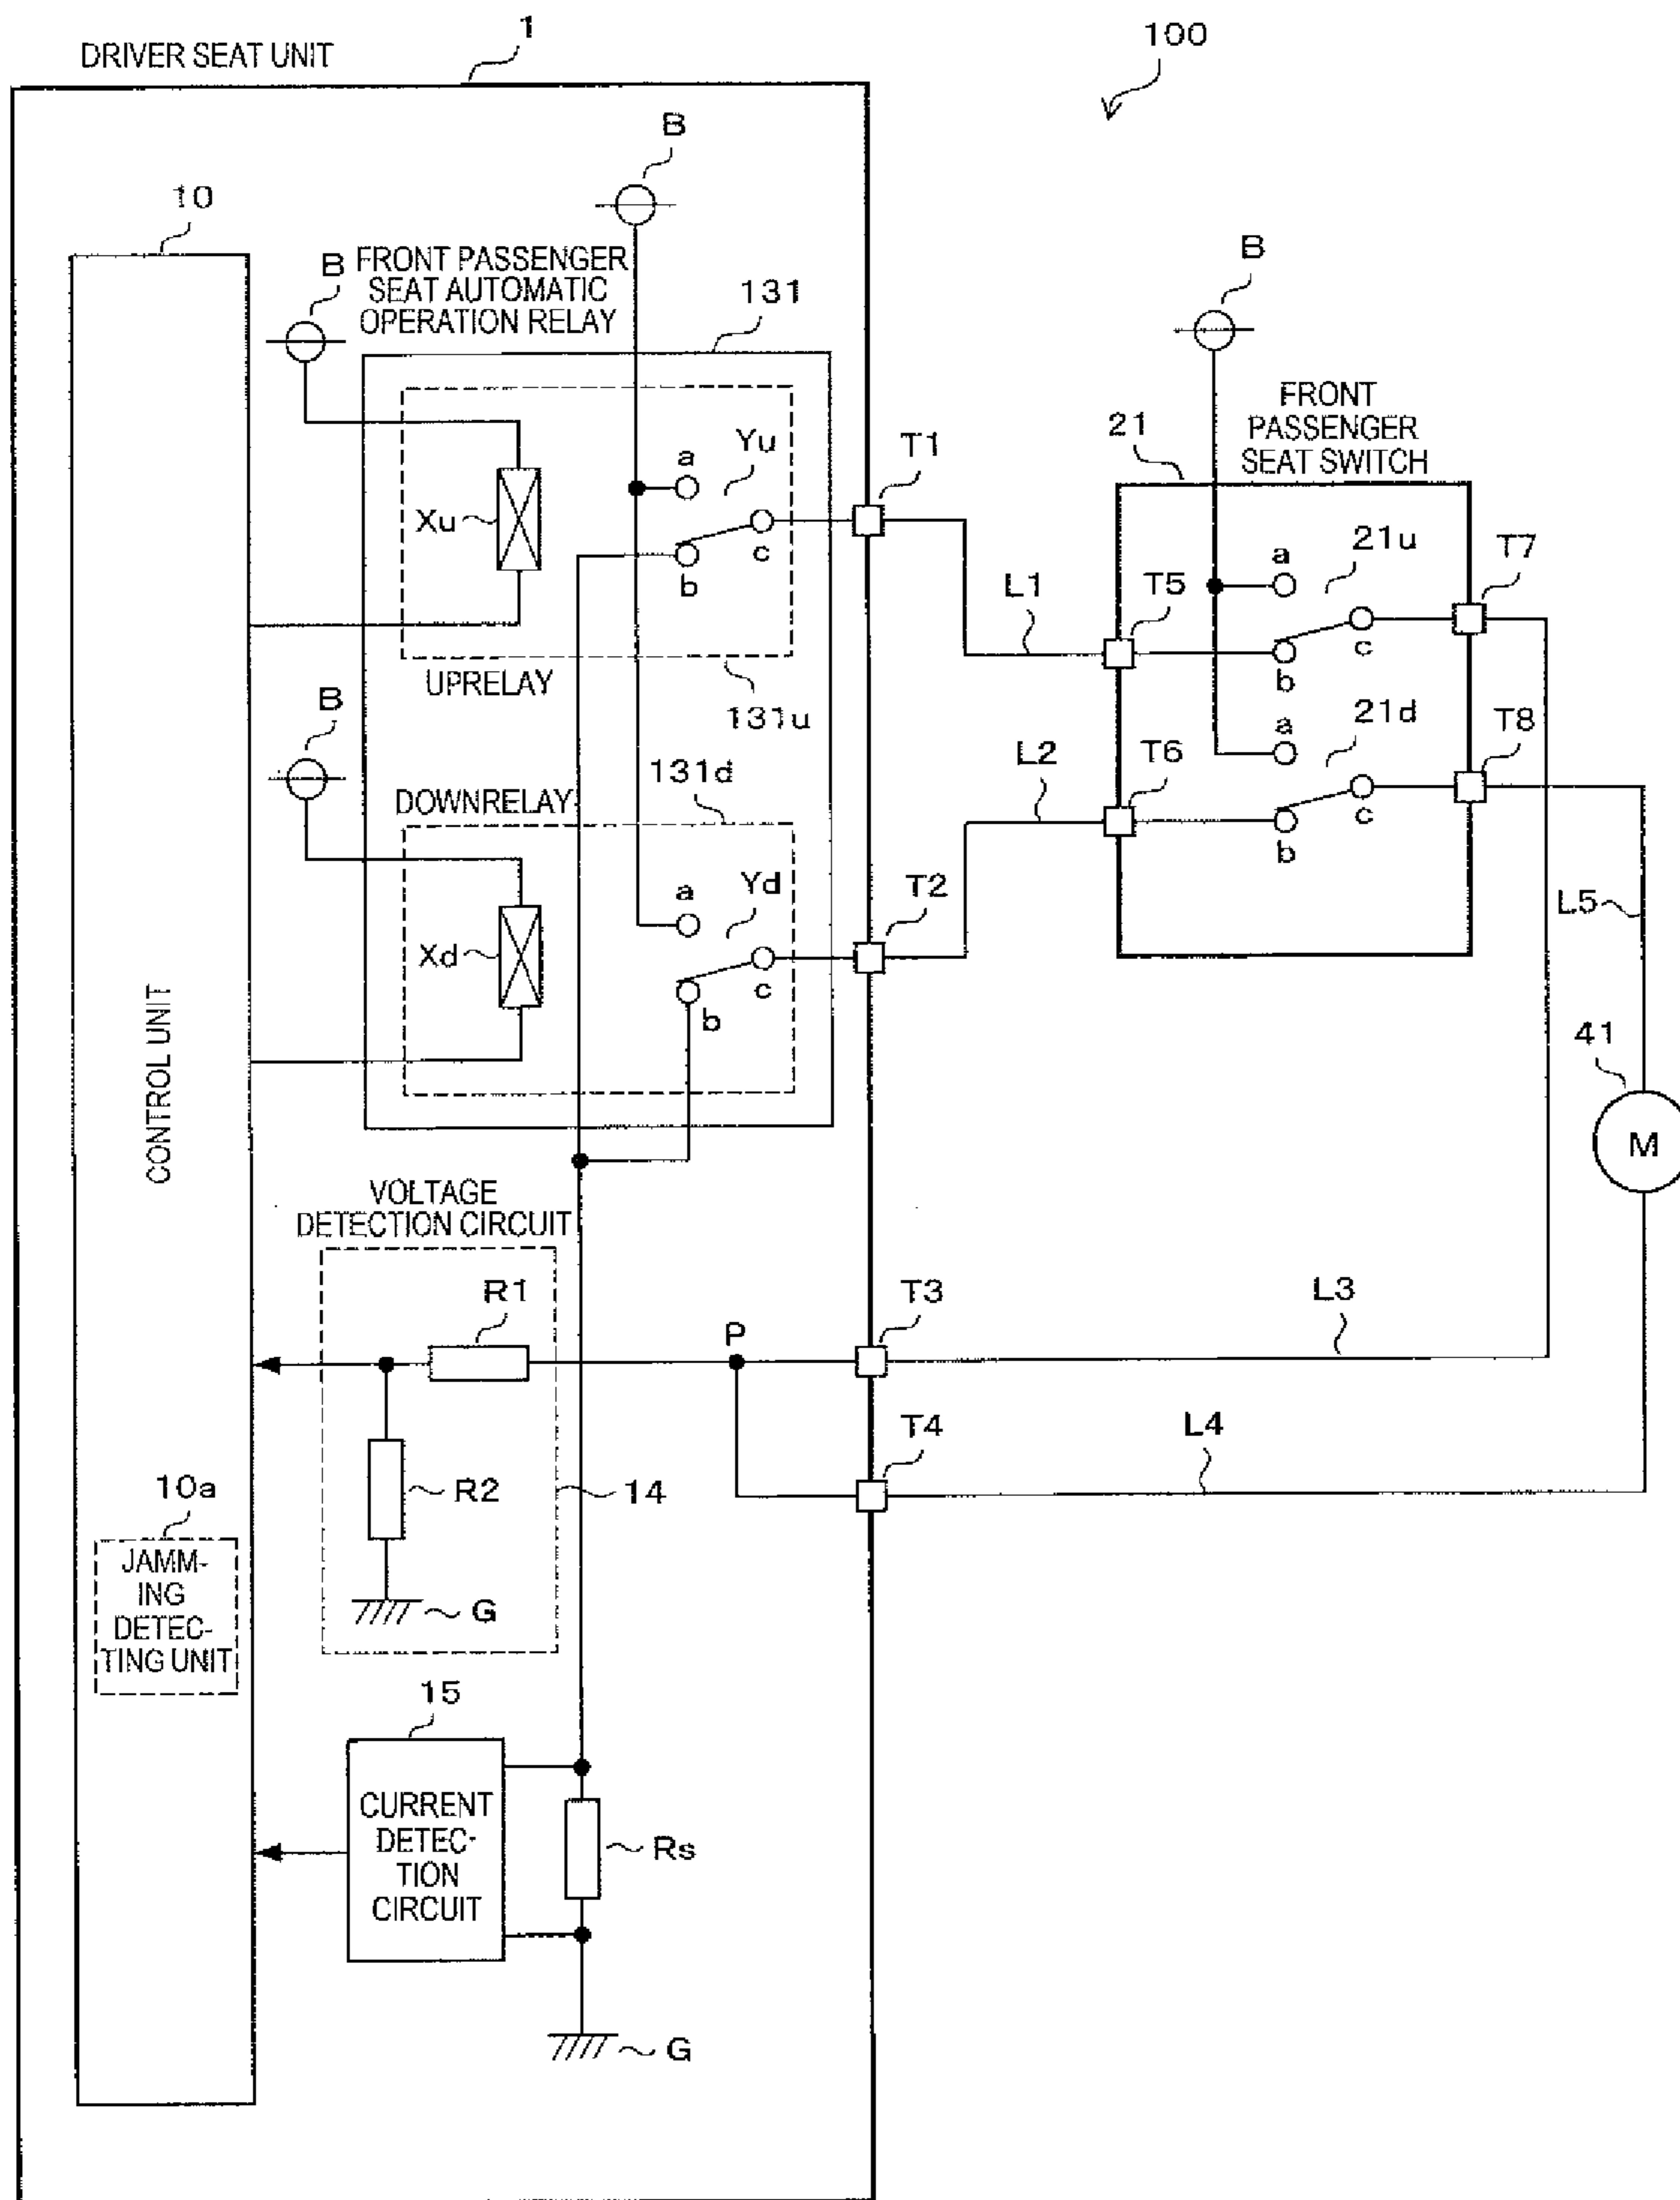 DRIVER SEAT UNIT
1
100
B
10
B
FRONT PASSENGER
SEAT AUTOMATIC
OPERATION RELAY
131
B
FRONT
PASSENGER
SEAT SWITCH
21
Xu
a
Yu
b
c
T1
UPRELAY
131u
L1
T5
a
21u
b
c
T7
B
DOWNRELAY
131d
L2
T6
a
21d
b
c
T8
Xd
a
Yd
b
c
T2
L5
41
M
CONTROL UNIT
VOLTAGE
DETECTION CIRCUIT
R1
P
T3
L3
R2
14
T4
L4
G
10a
JAMM-
ING
DETEC-
TING UNIT
15
CURRENT
DETEC-
TION
CIRCUIT
Rs
G